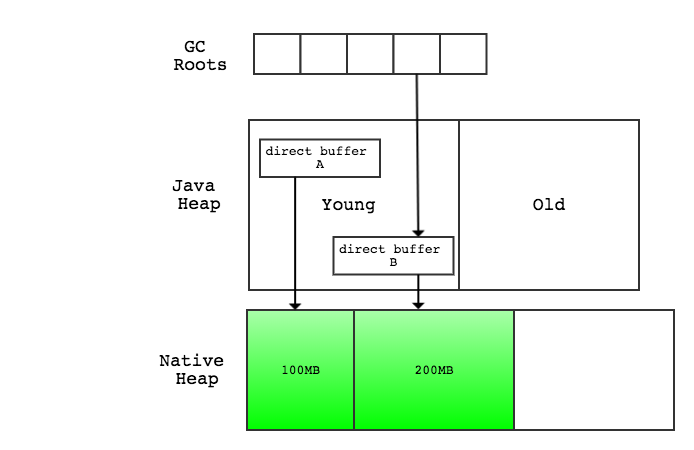 GC
Roots
direct buffer
A
Java
Heap
Young
Old
direct buffer
B
Native
Heap
100MB
200MB